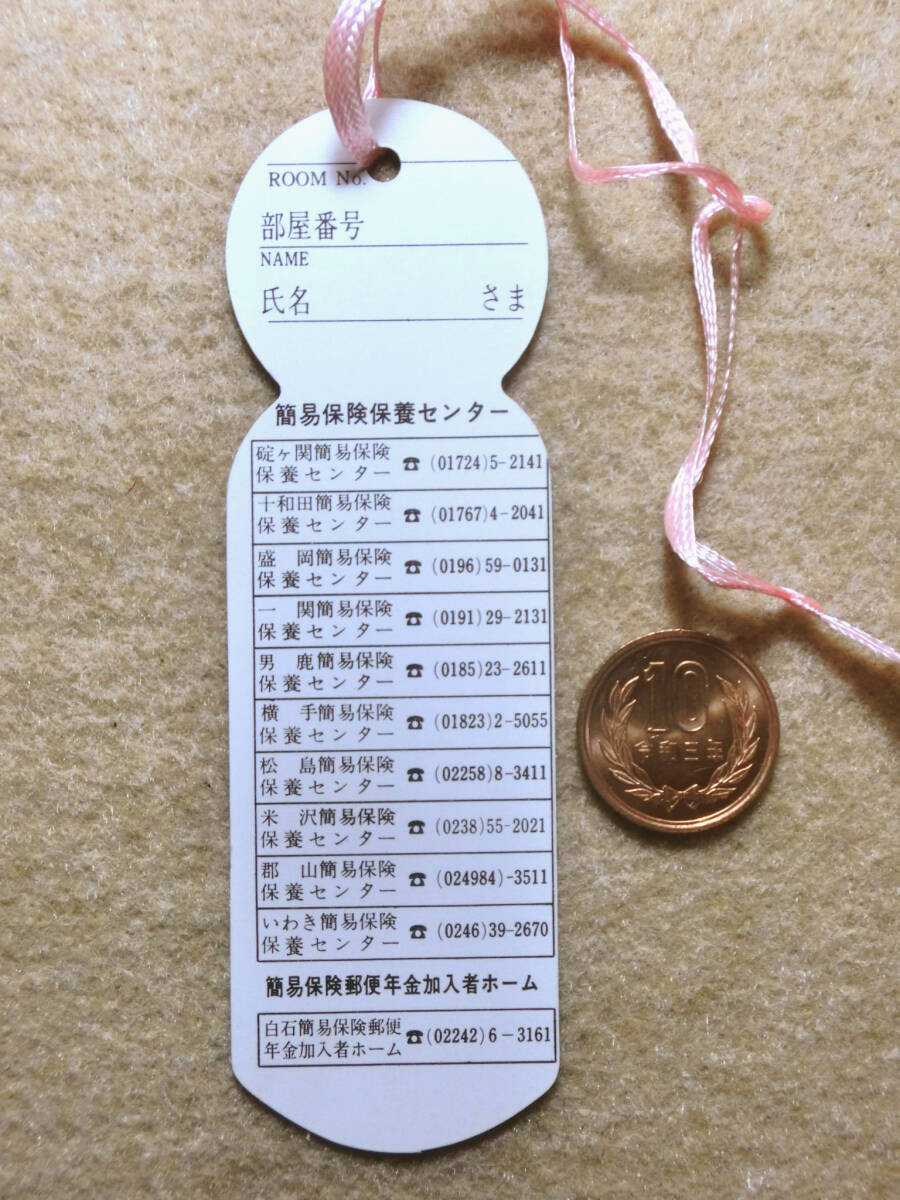 ROOM No.
部屋番号
NAME
氏名 さま
簡易保険保養センター
碇ヶ関簡易保険
保養センター ☎ (01724)5-2141
十和田簡易保険
保養センター ☎ (01767)4-2041
盛 岡簡易保険
保養センター ☎ (0196)59-0131
一 関簡易保険
保養センター ☎ (0191)29-2131
男 鹿簡易保険
保養センター ☎ (0185)23-2611
横 手簡易保険
保養センター ☎ (01823)2-5055
松 島簡易保険
保養センター ☎ (02258)8-3411
米 沢簡易保険
保養センター ☎ (0238)55-2021
郡 山簡易保険
保養センター ☎ (024984)-3511
いわき簡易保険
保養センター ☎ (0246)39-2670
簡易保険郵便年金加入者ホーム
白石簡易保険郵便
年金加入者ホーム ☎ (02242)6-3161
10
令和三年